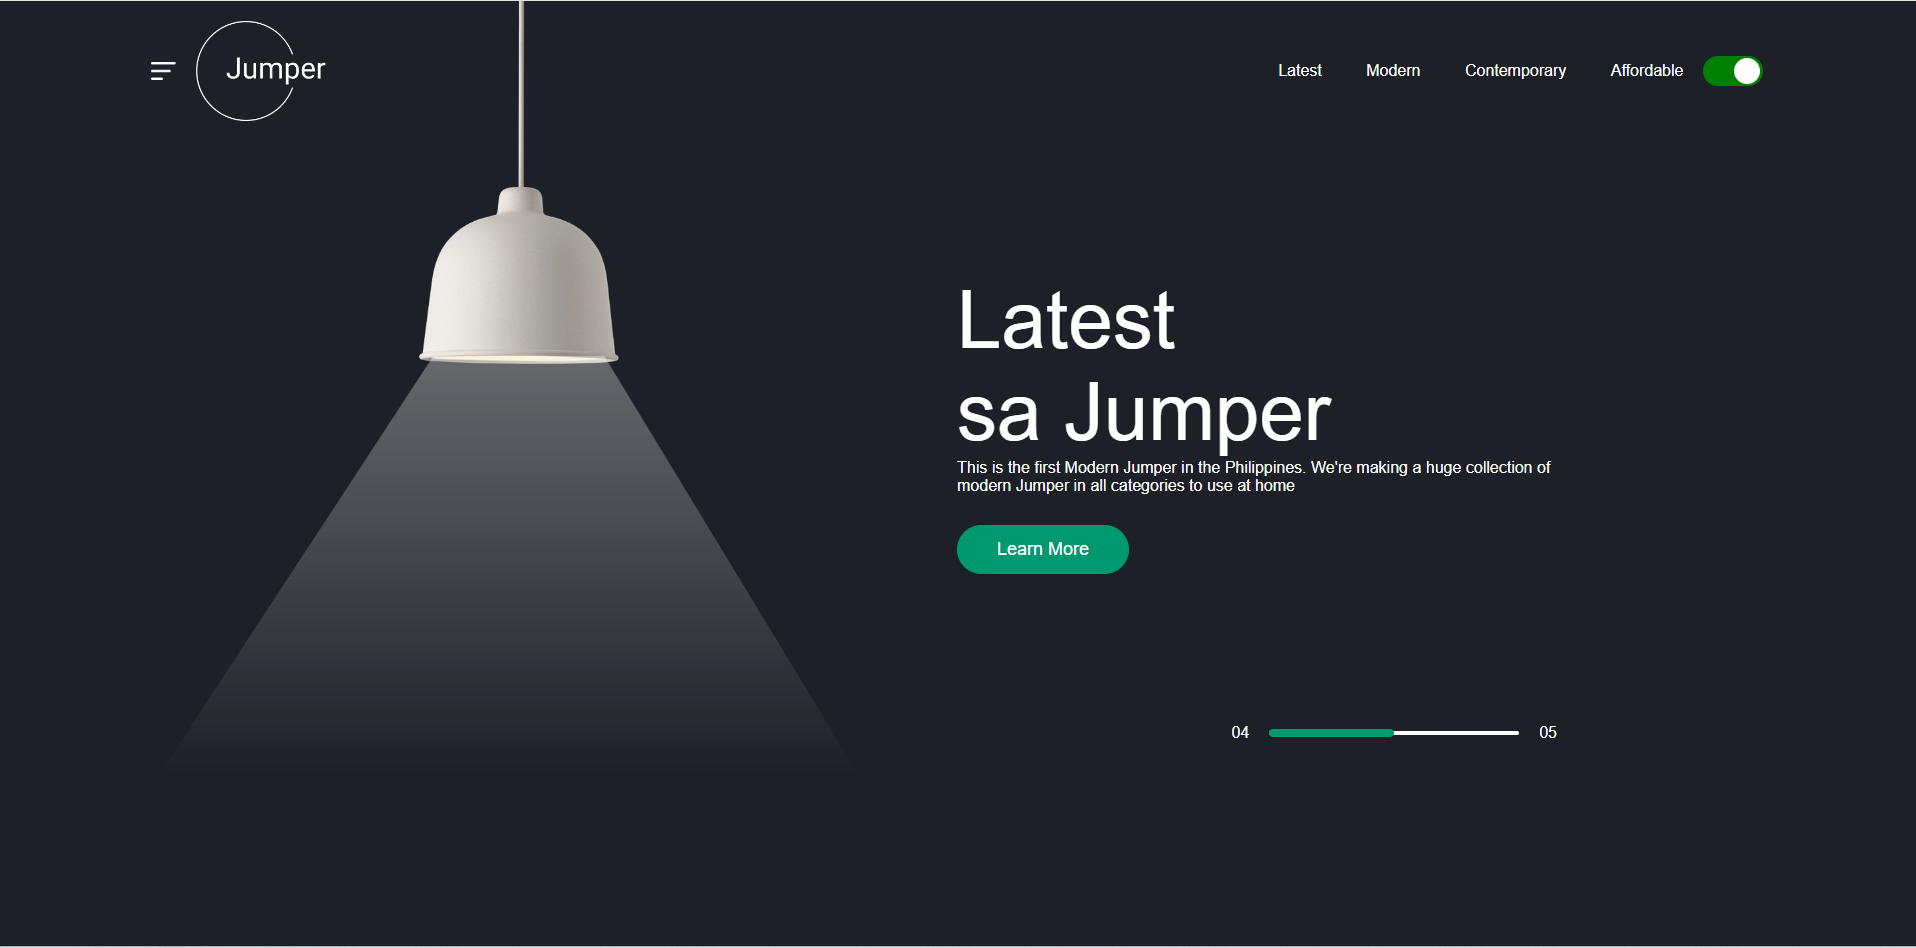 Jumper
Latest
Modern
Contemporary
Affordable
Latest
sa Jumper
This is the first Modern Jumper in the Philippines. We're making a huge collection of
modern Jumper in all categories to use at home
Learn More
04
05